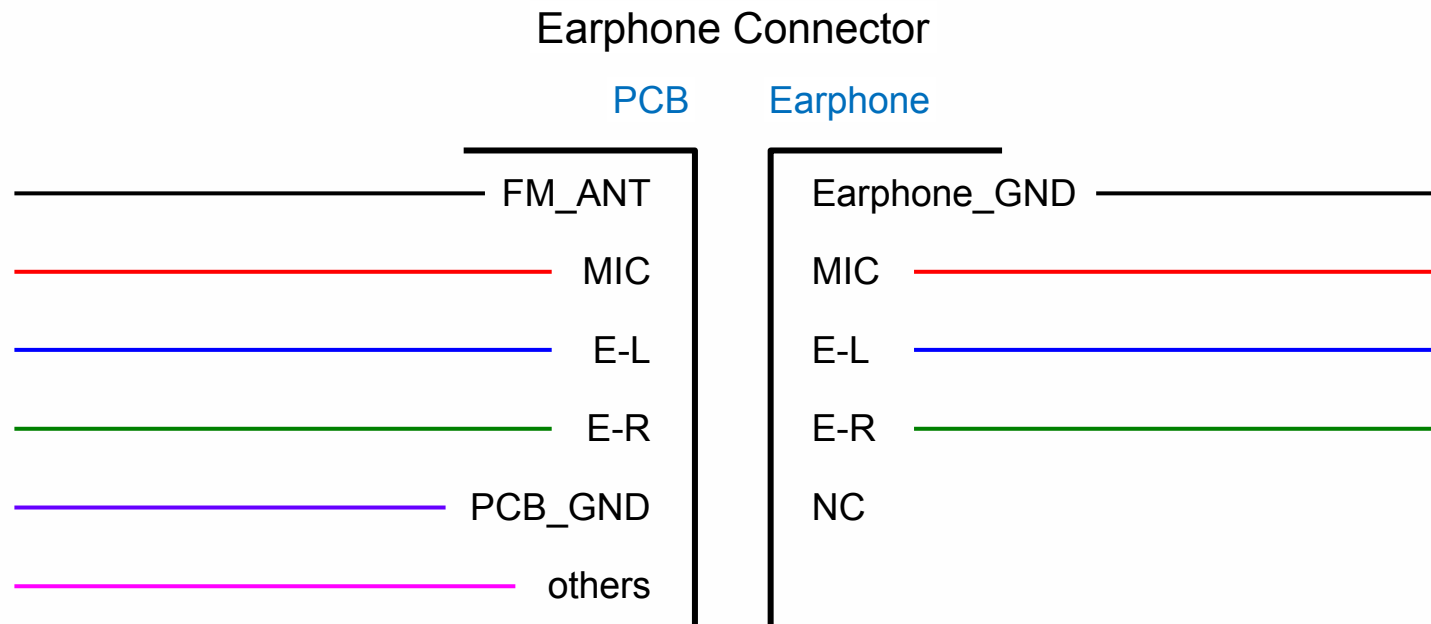 Earphone Connector
PCB Earphone
FM_ANT Earphone_GND
MIC MIC
E-L E-L
E-R E-R
PCB_GND NC
others